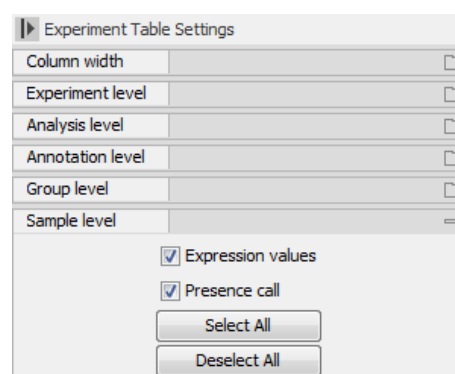 Experiment Table Settings
Column width
Experiment level
Analysis level
Annotation level
Group level
Sample level
Expression values
Presence call
Select All
Deselect All